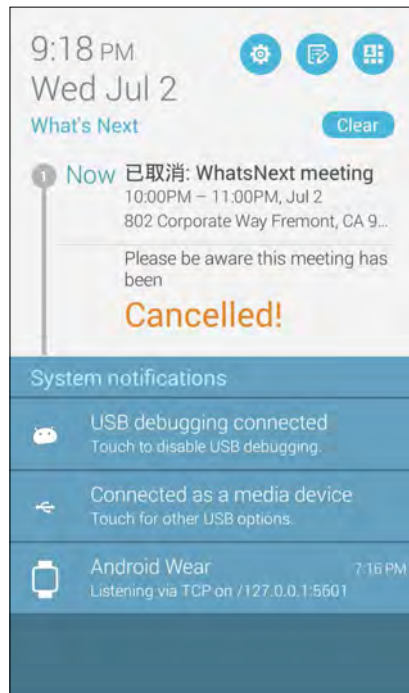 9:18 PM
Wed Jul 2
What's Next
Clear
1
Now
已取消: WhatsNext meeting
10:00PM – 11:00PM, Jul 2
802 Corporate Way Fremont, CA 9...
Please be aware this meeting has
been
Cancelled!
System notifications
USB debugging connected
Touch to disable USB debugging.
Connected as a media device
Touch for other USB options.
Android Wear
7:16 PM
Listening via TCP on /127.0.0.1:5601